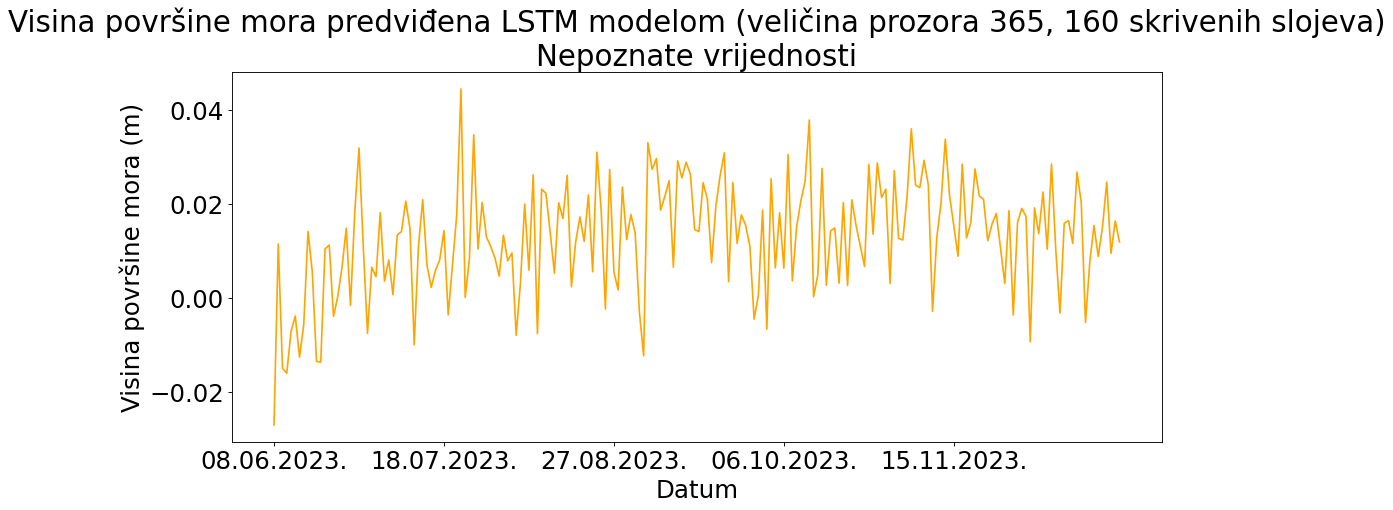 Visina površine mora predviđena LSTM modelom (veličina prozora 365, 160 skrivenih slojeva)
Nepoznate vrijednosti
Visina površine mora (m)
0.04
0.02
0.00
−0.02
08.06.2023. 18.07.2023. 27.08.2023. 06.10.2023. 15.11.2023.
Datum